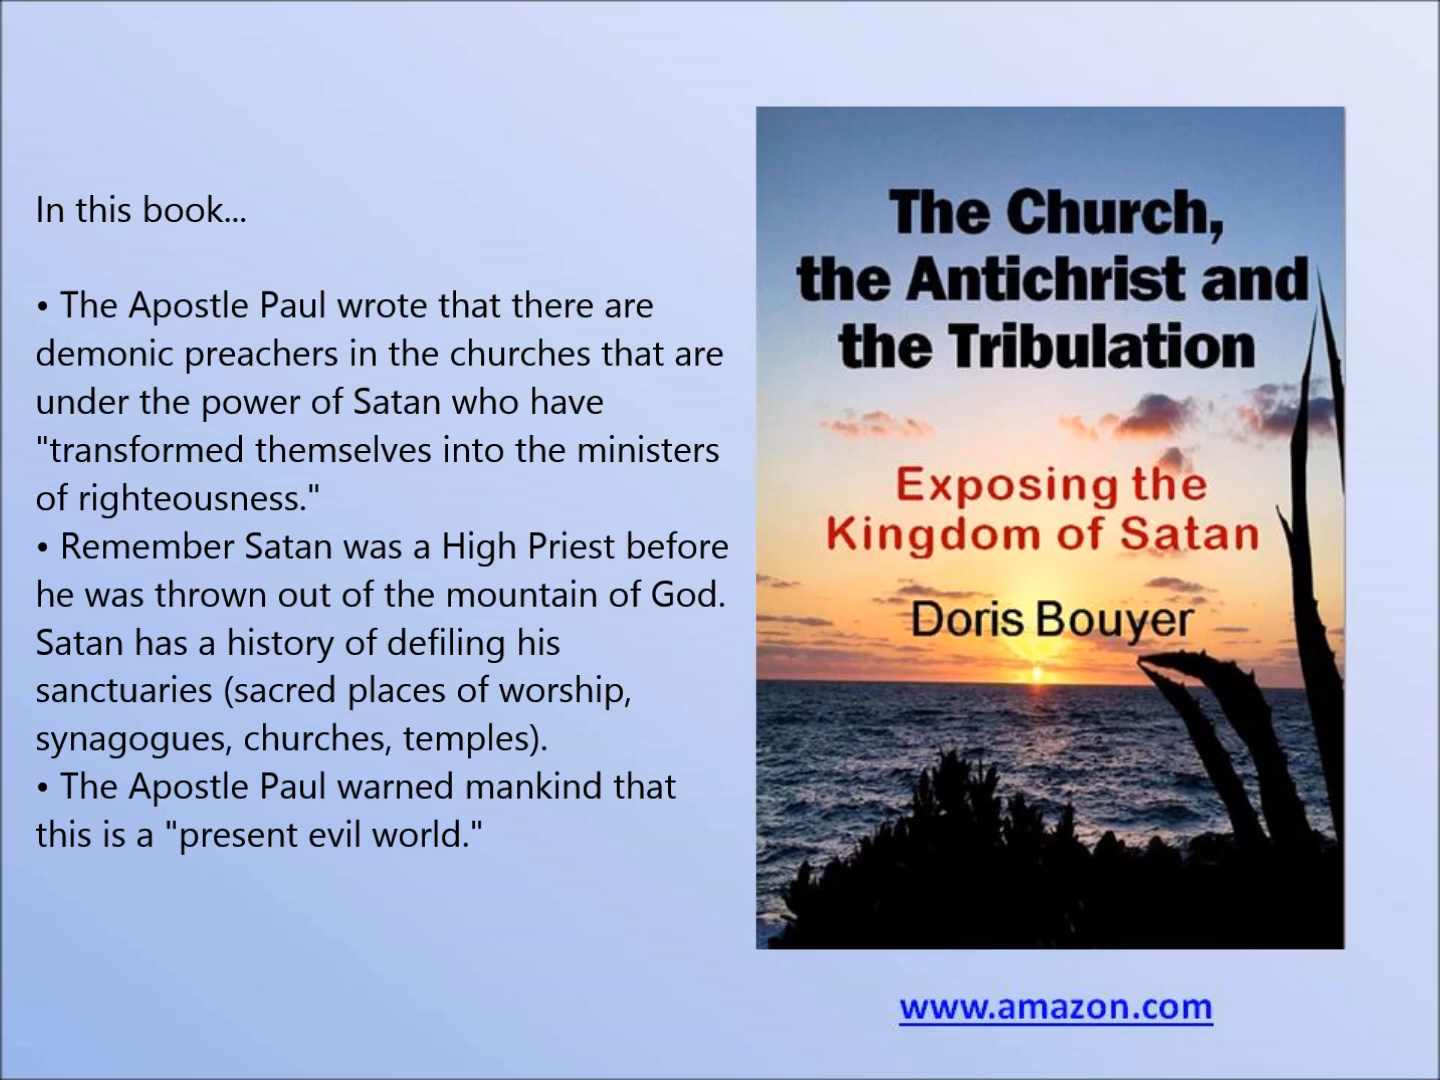 In this book...
• The Apostle Paul wrote that there are
demonic preachers in the churches that are
under the power of Satan who have
"transformed themselves into the ministers
of righteousness."
• Remember Satan was a High Priest before
he was thrown out of the mountain of God.
Satan has a history of defiling his
sanctuaries (sacred places of worship,
synagogues, churches, temples).
• The Apostle Paul warned mankind that
this is a "present evil world."
The Church,
the Antichrist and
the Tribulation
Exposing the
Kingdom of Satan
Doris Bouyer
www.amazon.com